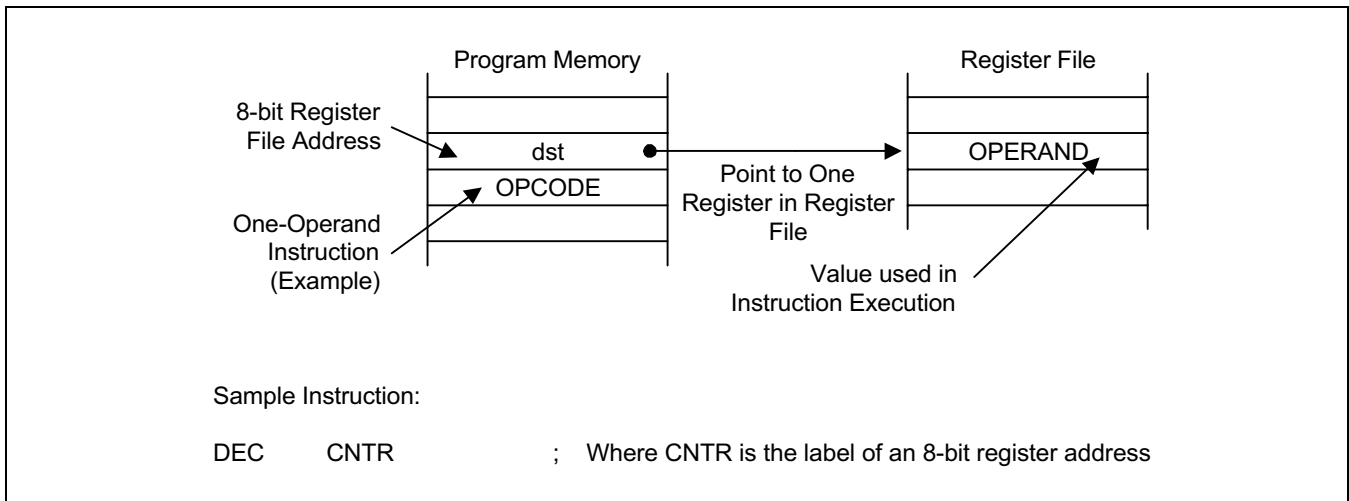 Program Memory
Register File
8-bit Register
File Address
dst
OPERAND
OPCODE
Point to One
Register in Register
File
One-Operand
Instruction
(Example)
Value used in
Instruction Execution
Sample Instruction:
DEC CNTR ; Where CNTR is the label of an 8-bit register address